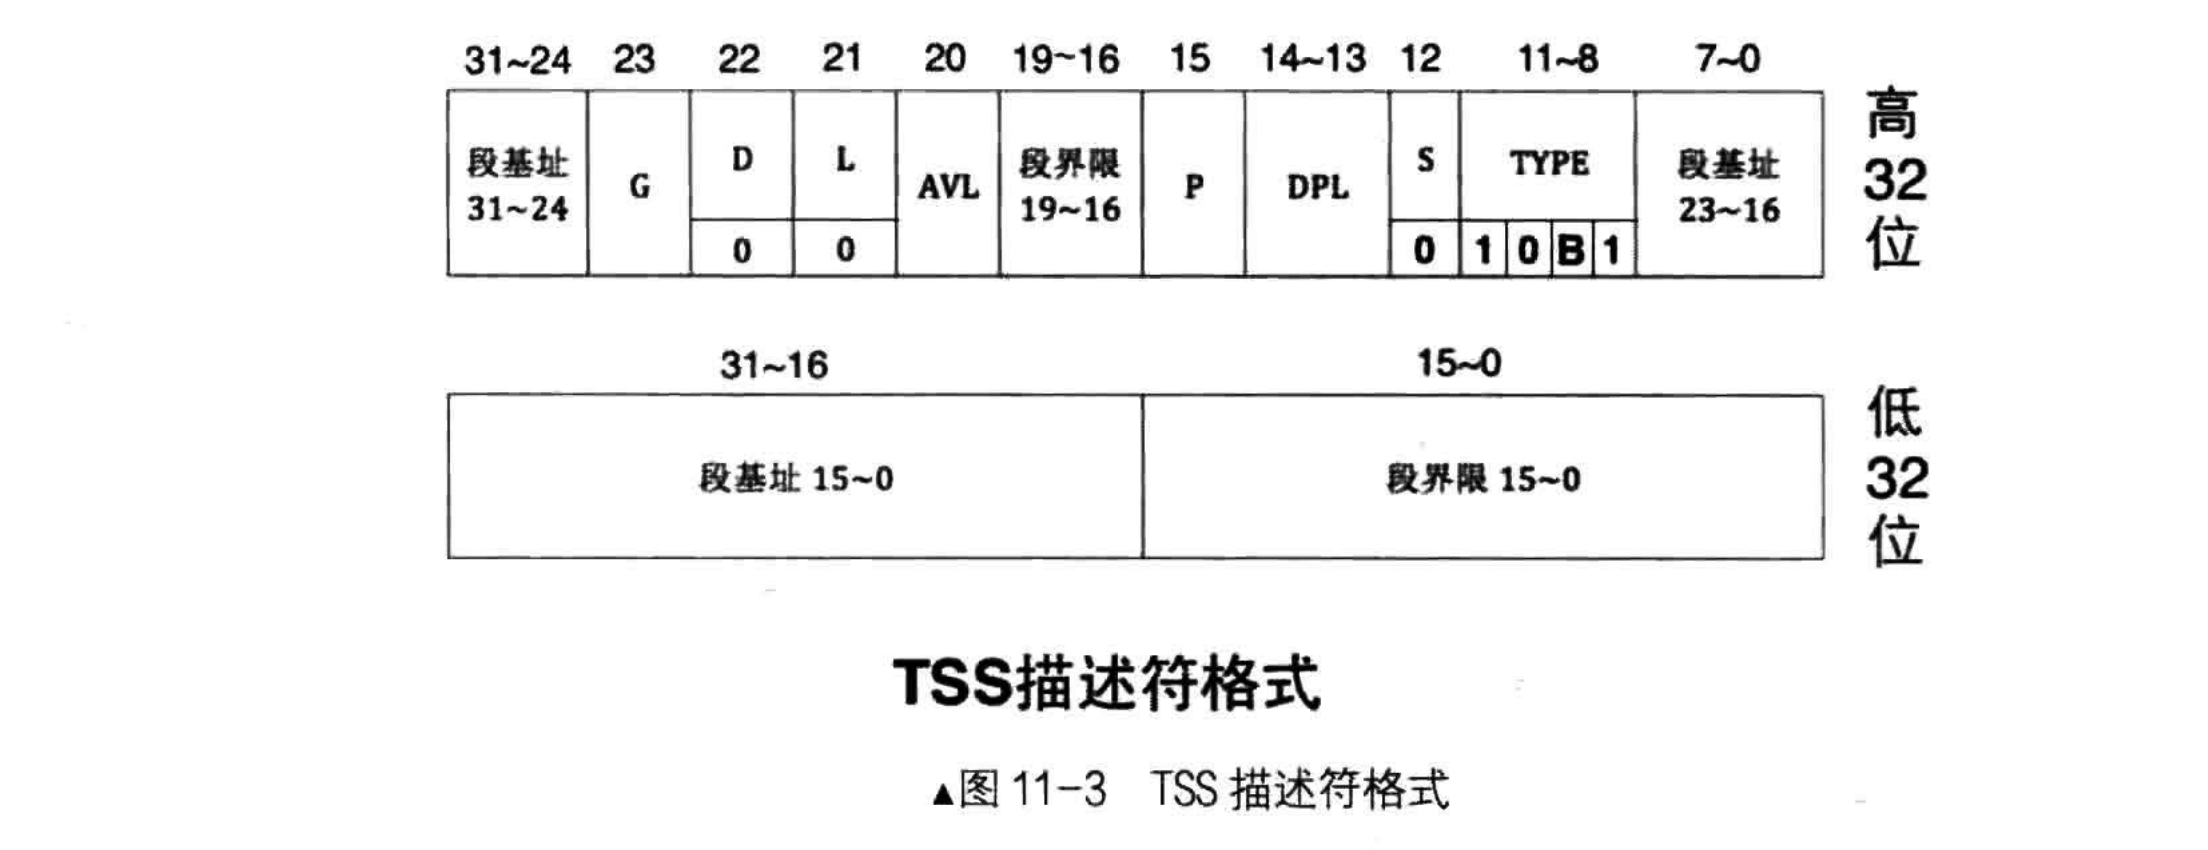 31~24 23 22 21 20 19~16 15 14~13 12 11~8 7~0
段基址 31~24 G D L AVL 段界限 19~16 P DPL S TYPE 段基址 23~16
0 0 0 1 0 B 1
高32位
31~16 15~0
段基址 15~0 段界限 15~0
低32位
TSS描述符格式
▲图 11-3 TSS 描述符格式